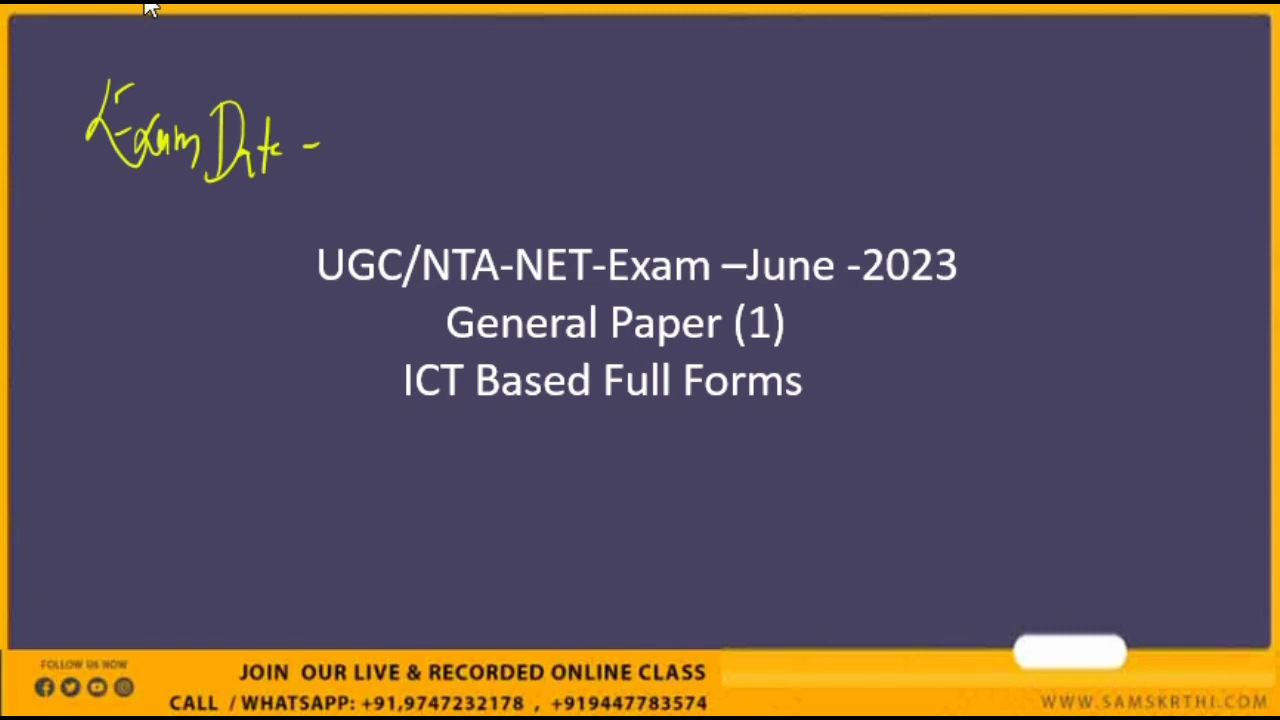 Exam Date -
UGC/NTA-NET-Exam –June -2023
General Paper (1)
ICT Based Full Forms
FOLLOW US NOW
JOIN OUR LIVE & RECORDED ONLINE CLASS
CALL / WHATSAPP: +91,9747232178 , +919447783574
WWW.SAMSKRTHI.COM